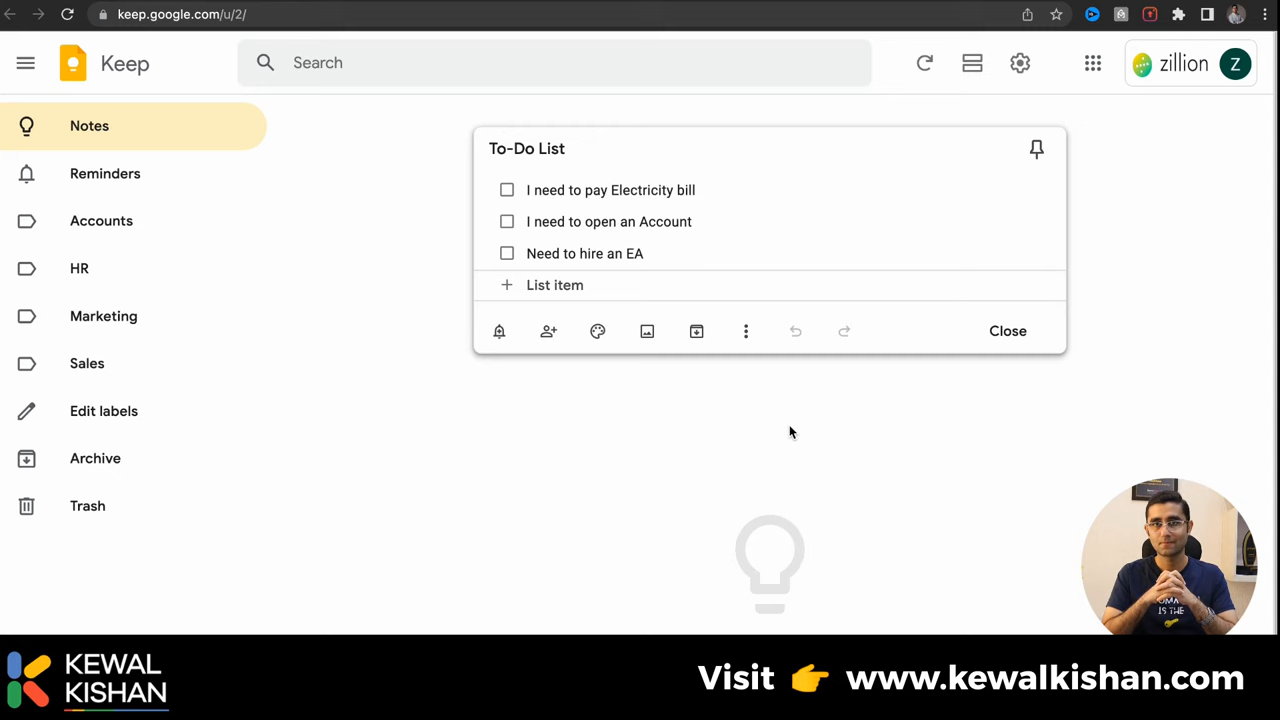 keep.google.com/u/2/
Keep
Search
zillion
Z
Notes
Reminders
Accounts
HR
Marketing
Sales
Edit labels
Archive
Trash
To-Do List
I need to pay Electricity bill
I need to open an Account
Need to hire an EA
List item
Close
IS THE
KEWAL
KISHAN
Visit 👉 www.kewalkishan.com